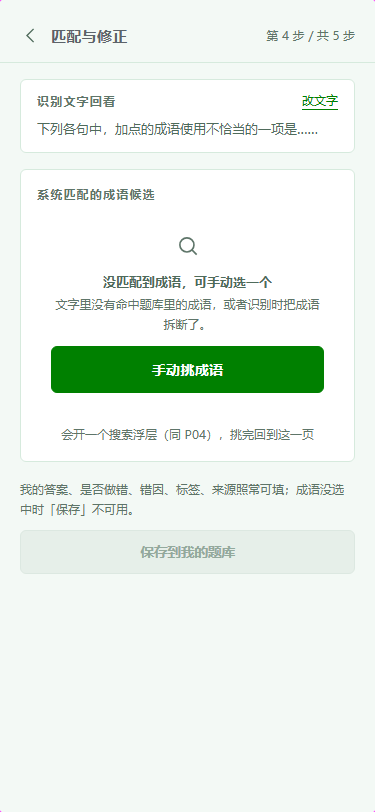 匹配与修正
第 4 步 / 共 5 步
识别文字回看
改文字
下列各句中，加点的成语使用不恰当的一项是……
系统匹配的成语候选
没匹配到成语，可手动选一个
文字里没有命中题库里的成语，或者识别时把成语
拆断了。
手动挑成语
会开一个搜索浮层（同 P04），挑完回到这一页
我的答案、是否做错、错因、标签、来源照常可填；成语没选
中时「保存」不可用。
保存到我的题库